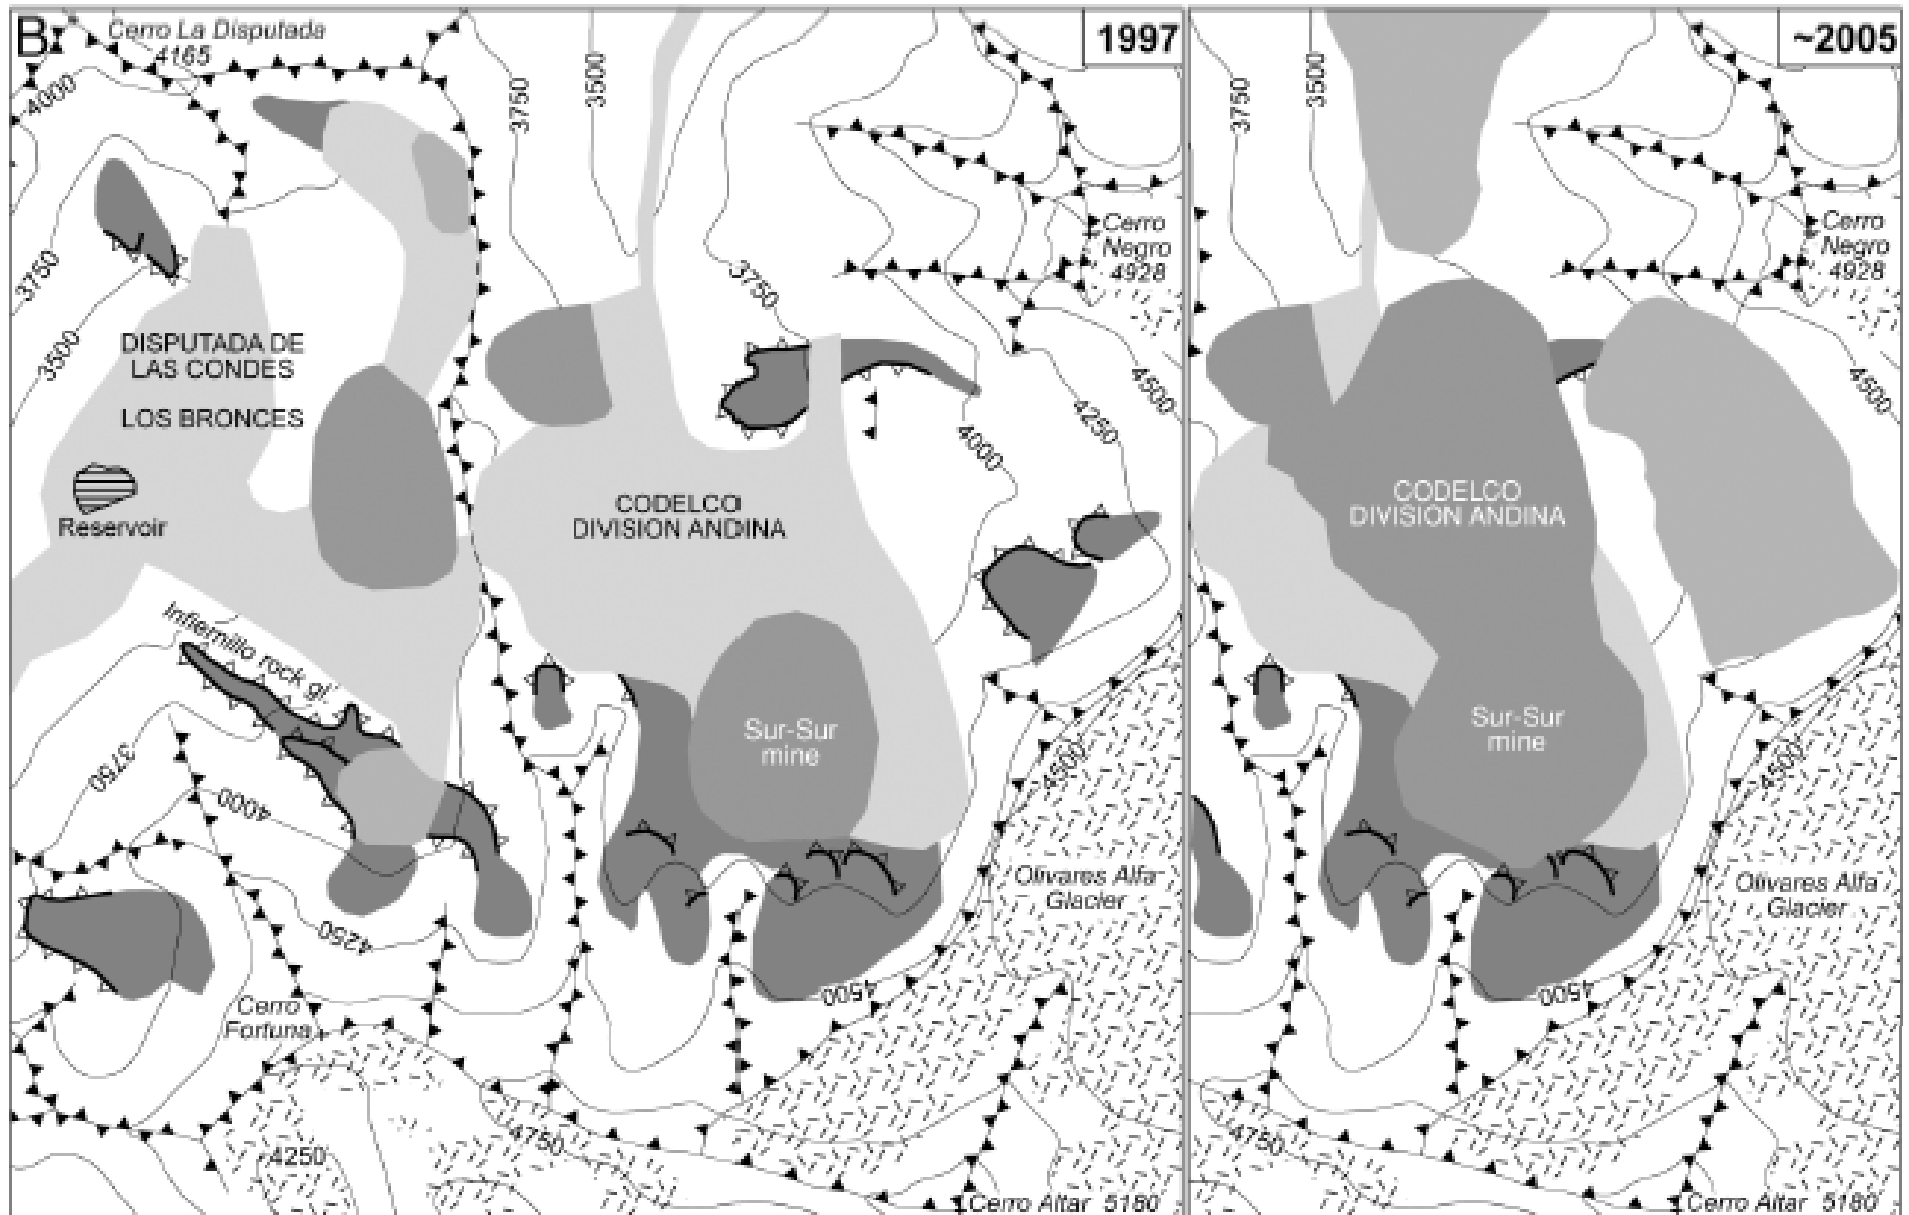 B
Cerro La Disputada
4165
1997
4000
3750
3500
3750
3500
Cerro
Negro
4928
3750
DISPUTADA DE
LAS CONDES
LOS BRONCES
Reservoir
4500
4250
4000
CODELCO
DIVISION ANDINA
Infiernillo rock gl.
Sur-Sur
mine
3750
4000
4500
4250
Olivares Alfa
Glacier
4500
Cerro
Fortuna
4750
4250
Cerro Altar 5180
~2005
3750
3500
Cerro
Negro
4928
4500
CODELCO
DIVISION ANDINA
Sur-Sur
mine
4500
Olivares Alfa
Glacier
4500
4750
Cerro Altar 5180